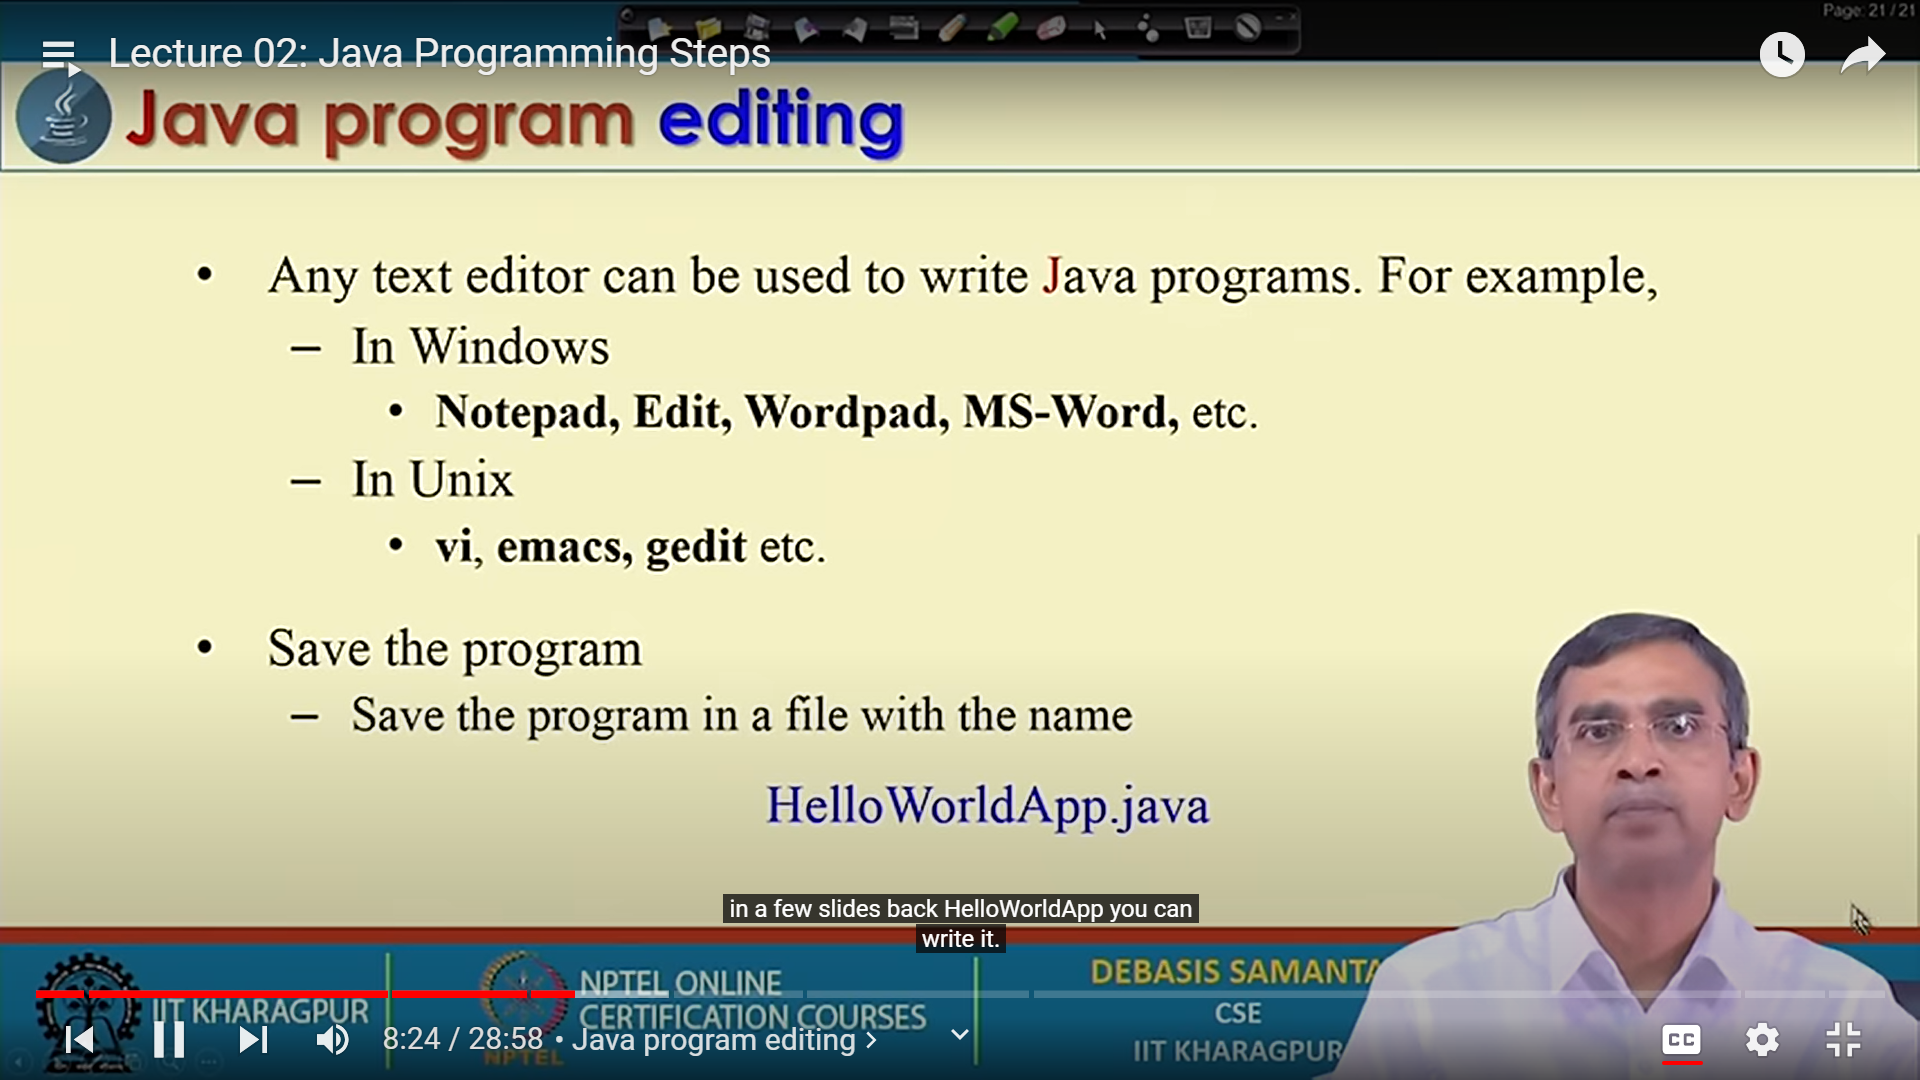 Page: 21 / 21
Lecture 02: Java Programming Steps
Java program editing
• Any text editor can be used to write Java programs. For example,
– In Windows
• Notepad, Edit, Wordpad, MS-Word, etc.
– In Unix
• vi, emacs, gedit etc.
• Save the program
– Save the program in a file with the name
HelloWorldApp.java
in a few slides back HelloWorldApp you can
write it.
IIT KHARAGPUR
NPTEL ONLINE
CERTIFICATION COURSES
NPTEL
DEBASIS SAMANTA
CSE
IIT KHARAGPUR
8:24 / 28:58 • Java program editing
CC